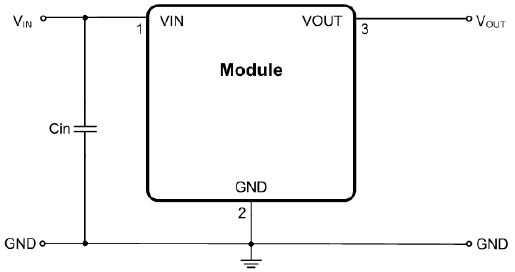 VIN
VIN
VOUT
VOUT
1
3
Module
Cin
GND
2
GND
GND